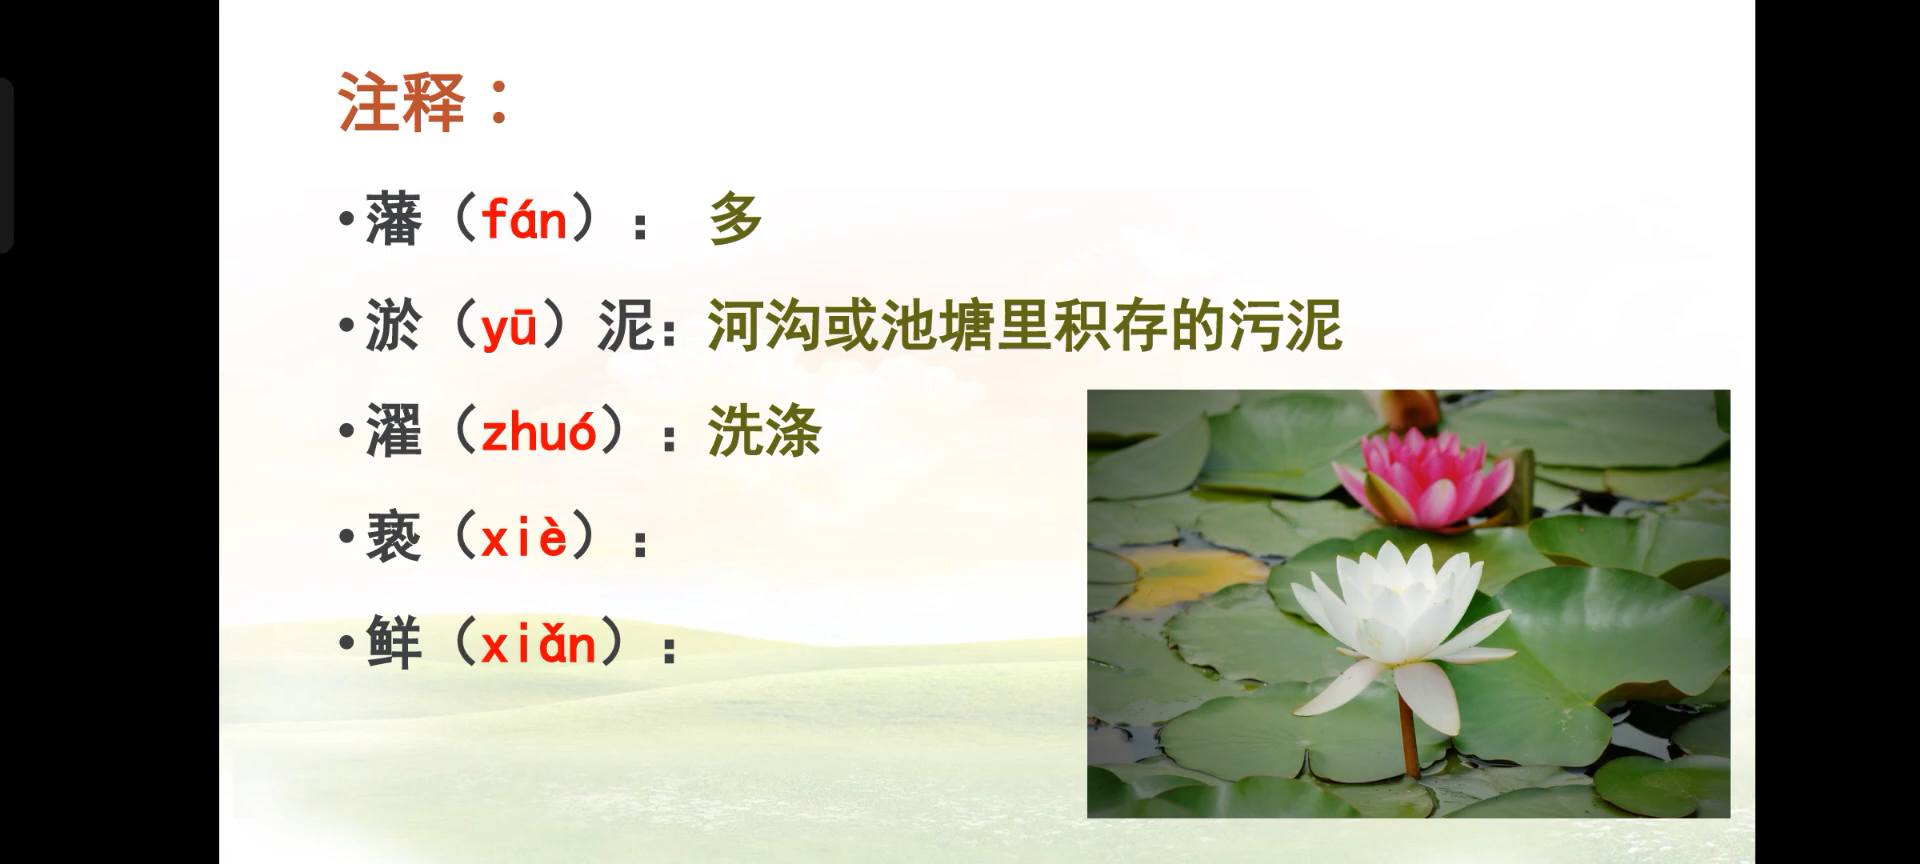 注释：
•藩（fán）： 多
•淤（yū）泥：河沟或池塘里积存的污泥
•濯（zhuó）：洗涤
•亵（xiè）：
•鲜（xiǎn）：